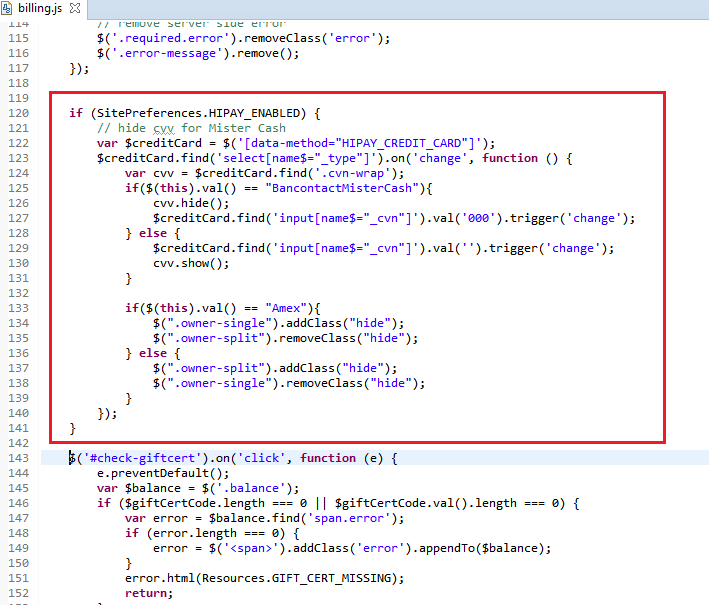 billing.js
114 // remove server side error
115 $('.required.error').removeClass('error');
116 $('.error-message').remove();
117 });
118
119
120 if (SitePreferences.HIPAY_ENABLED) {
121 // hide cvv for Mister Cash
122 var $creditCard = $('[data-method="HIPAY_CREDIT_CARD"]');
123 $creditCard.find('select[name$="_type"]').on('change', function () {
124 var cvv = $creditCard.find('.cvn-wrap');
125 if($(this).val() == "BancontactMisterCash"){
126 cvv.hide();
127 $creditCard.find('input[name$="_cvn"]').val('000').trigger('change');
128 } else {
129 $creditCard.find('input[name$="_cvn"]').val('').trigger('change');
130 cvv.show();
131 }
132
133 if($(this).val() == "Amex"){
134 $(".owner-single").addClass("hide");
135 $(".owner-split").removeClass("hide");
136 } else {
137 $(".owner-split").addClass("hide");
138 $(".owner-single").removeClass("hide");
139 }
140 });
141 }
142
143 $('#check-giftcert').on('click', function (e) {
144 e.preventDefault();
145 var $balance = $('.balance');
146 if ($giftCertCode.length === 0 || $giftCertCode.val().length === 0) {
147 var error = $balance.find('span.error');
148 if (error.length === 0) {
149 error = $('<span>').addClass('error').appendTo($balance);
150 }
151 error.html(Resources.GIFT_CERT_MISSING);
152 return;